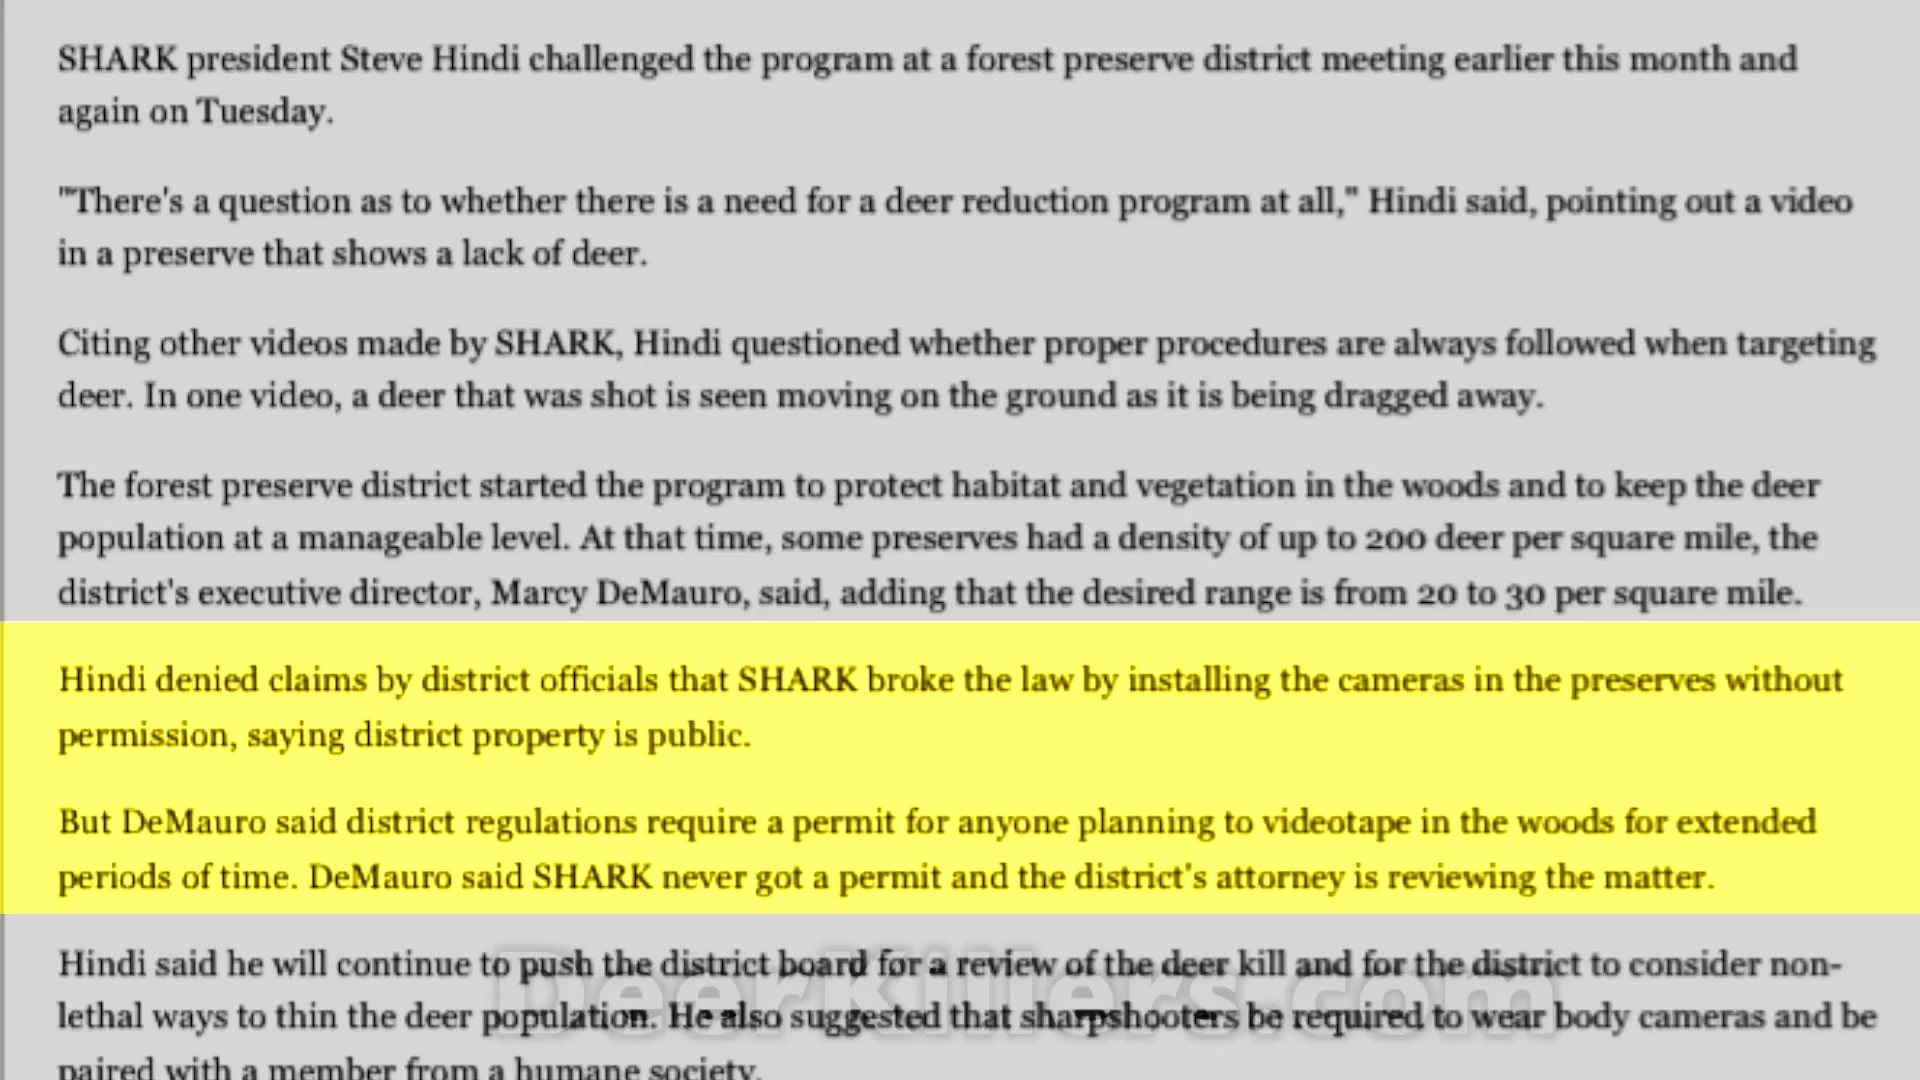 SHARK president Steve Hindi challenged the program at a forest preserve district meeting earlier this month and
again on Tuesday.
"There's a question as to whether there is a need for a deer reduction program at all," Hindi said, pointing out a video
in a preserve that shows a lack of deer.
Citing other videos made by SHARK, Hindi questioned whether proper procedures are always followed when targeting
deer. In one video, a deer that was shot is seen moving on the ground as it is being dragged away.
The forest preserve district started the program to protect habitat and vegetation in the woods and to keep the deer
population at a manageable level. At that time, some preserves had a density of up to 200 deer per square mile, the
district's executive director, Marcy DeMauro, said, adding that the desired range is from 20 to 30 per square mile.
Hindi denied claims by district officials that SHARK broke the law by installing the cameras in the preserves without
permission, saying district property is public.
But DeMauro said district regulations require a permit for anyone planning to videotape in the woods for extended
periods of time. DeMauro said SHARK never got a permit and the district's attorney is reviewing the matter.
Hindi said he will continue to push the district board for a review of the deer kill and for the district to consider non-
lethal ways to thin the deer population. He also suggested that sharpshooters be required to wear body cameras and be
paired with a member from a humane society.
DeerKillers.com